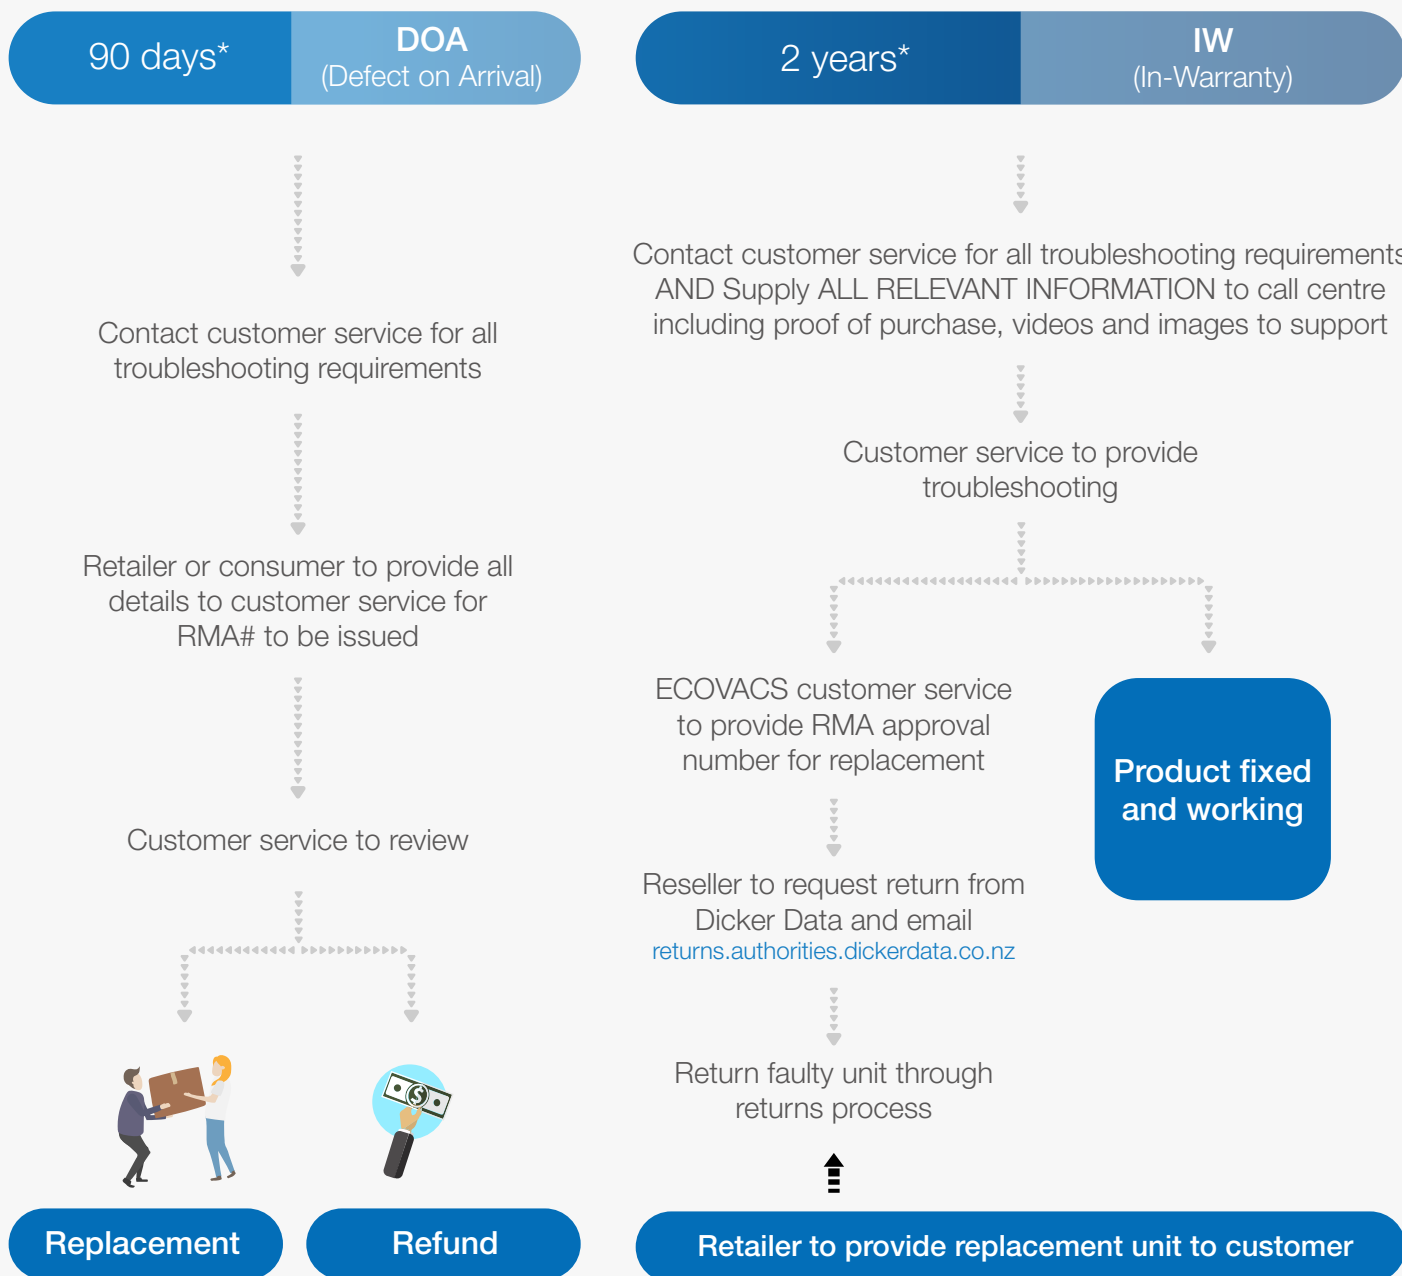 90 days*
DOA
(Defect on Arrival)
Contact customer service for all
troubleshooting requirements
Retailer or consumer to provide all
details to customer service for
RMA# to be issued
Customer service to review
Replacement
Refund
2 years*
IW
(In-Warranty)
Contact customer service for all troubleshooting requirements
AND Supply ALL RELEVANT INFORMATION to call centre
including proof of purchase, videos and images to support
Customer service to provide
troubleshooting
ECOVACS customer service
to provide RMA approval
number for replacement
Product fixed
and working
Reseller to request return from
Dicker Data and email
returns.authorities.dickerdata.co.nz
Return faulty unit through
returns process
Retailer to provide replacement unit to customer